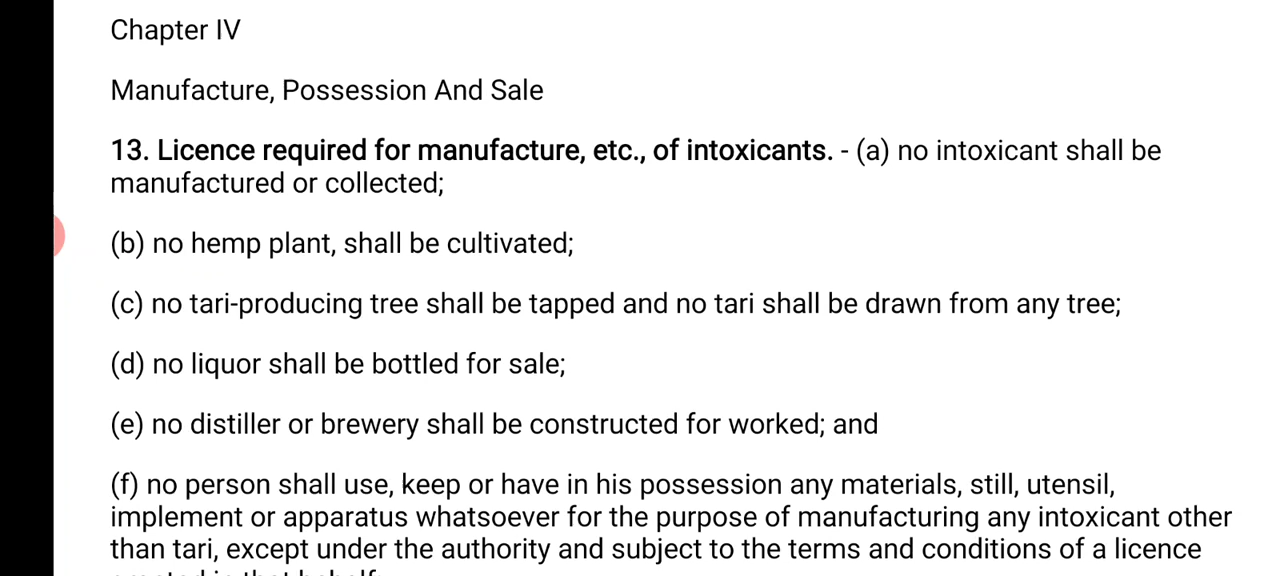 Chapter IV
Manufacture, Possession And Sale
13. Licence required for manufacture, etc., of intoxicants. - (a) no intoxicant shall be
manufactured or collected;
(b) no hemp plant, shall be cultivated;
(c) no tari-producing tree shall be tapped and no tari shall be drawn from any tree;
(d) no liquor shall be bottled for sale;
(e) no distiller or brewery shall be constructed for worked; and
(f) no person shall use, keep or have in his possession any materials, still, utensil,
implement or apparatus whatsoever for the purpose of manufacturing any intoxicant other
than tari, except under the authority and subject to the terms and conditions of a licence